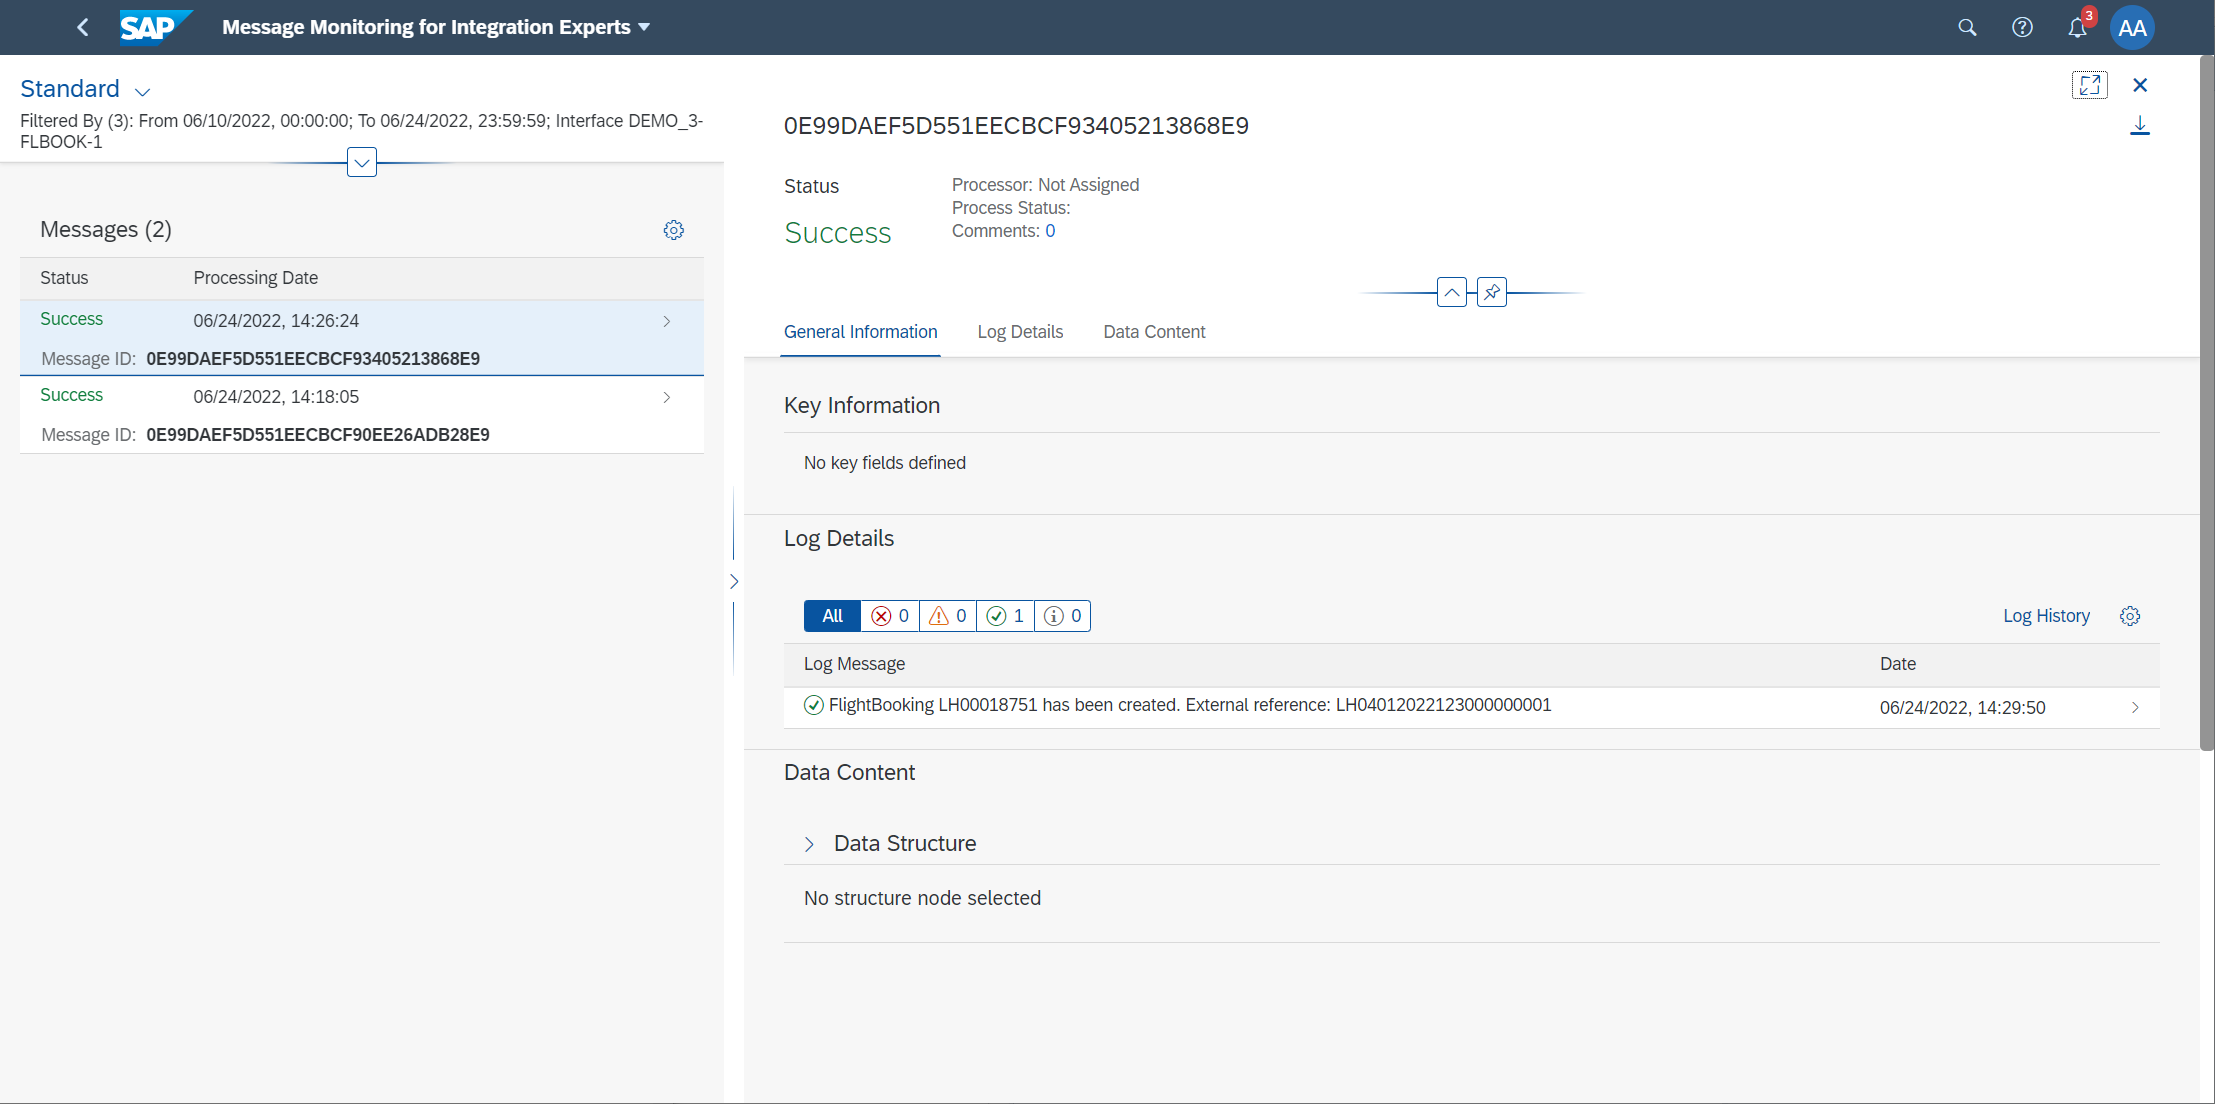 SAP
Message Monitoring for Integration Experts
3
AA
Standard
Filtered By (3): From 06/10/2022, 00:00:00; To 06/24/2022, 23:59:59; Interface DEMO_3-
FLBOOK-1
Messages (2)
Status Processing Date
Success 06/24/2022, 14:26:24
Message ID: 0E99DAEF5D551EECBCF93405213868E9
Success 06/24/2022, 14:18:05
Message ID: 0E99DAEF5D551EECBCF90EE26ADB28E9
0E99DAEF5D551EECBCF93405213868E9
Status
Success
Processor: Not Assigned
Process Status:
Comments: 0
General Information Log Details Data Content
Key Information
No key fields defined
Log Details
All 0 0 1 0 Log History
Log Message Date
FlightBooking LH00018751 has been created. External reference: LH04012022123000000001 06/24/2022, 14:29:50
Data Content
Data Structure
No structure node selected